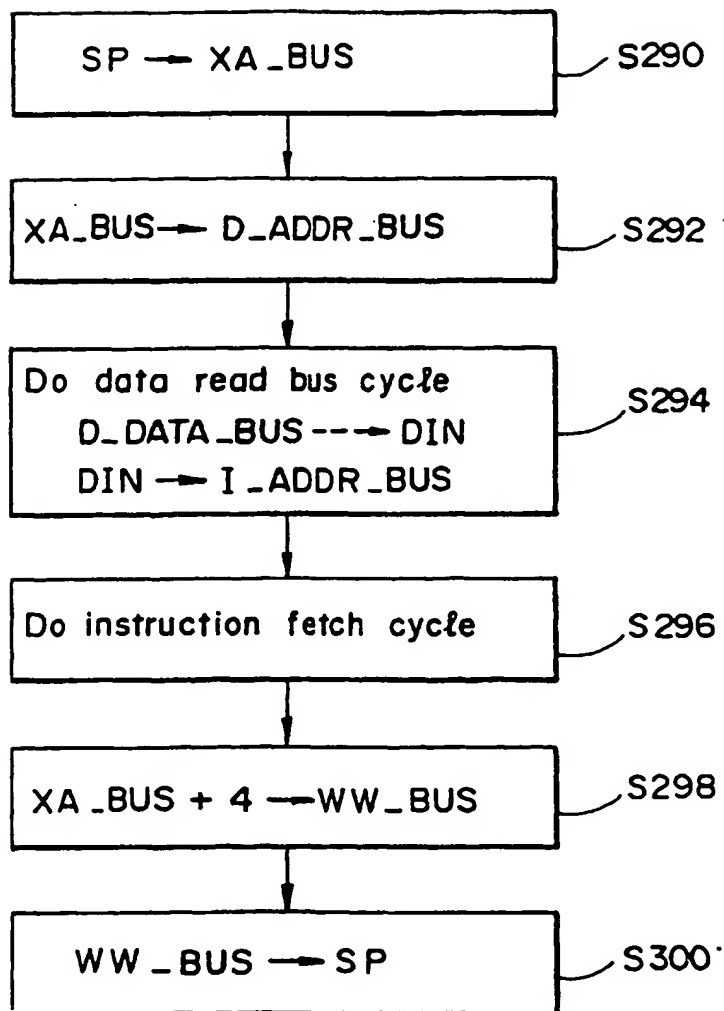 SP → XA_BUS
S290
XA_BUS → D_ADDR_BUS
S292
Do data read bus cycle
D_DATA_BUS ---→ DIN
DIN → I_ADDR_BUS
S294
Do instruction fetch cycle
S296
XA_BUS + 4 → WW_BUS
S298
WW_BUS → SP
S300